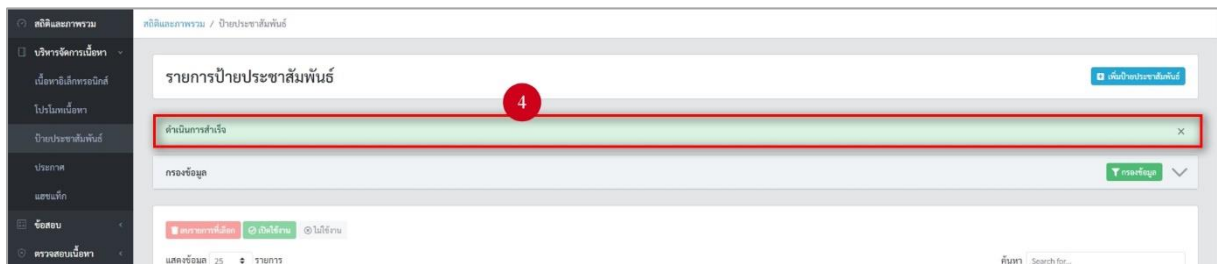 สถิติและภาพรวม
สถิติและภาพรวม / ป้ายประชาสัมพันธ์
บริหารจัดการเนื้อหา
เนื้อหาอิเล็กทรอนิกส์
โปรโมทเนื้อหา
ป้ายประชาสัมพันธ์
ประกาศ
แฮชแท็ก
ข้อสอบ
ตรวจสอบเนื้อหา
รายการป้ายประชาสัมพันธ์
เพิ่มป้ายประชาสัมพันธ์
4
ดำเนินการสำเร็จ ×
กรองข้อมูล
กรองข้อมูล
ลบรายการที่เลือก เปิดใช้งาน ไม่ใช้งาน
แสดงข้อมูล 25 รายการ
ค้นหา Search for...